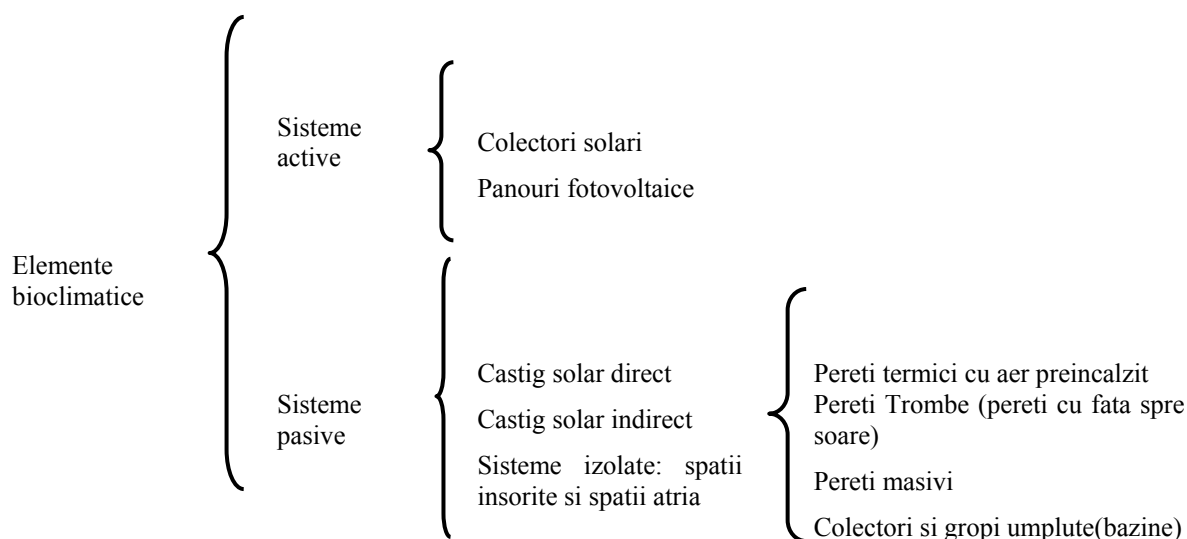 Elemente
bioclimatice
Sisteme
active
Colectori solari
Panouri fotovoltaice
Sisteme
pasive
Castig solar direct
Castig solar indirect
Sisteme izolate: spatii
insorite si spatii atria
Pereti termici cu aer preincalzit
Pereti Trombe (pereti cu fata spre
soare)
Pereti masivi
Colectori si gropi umplute(bazine)